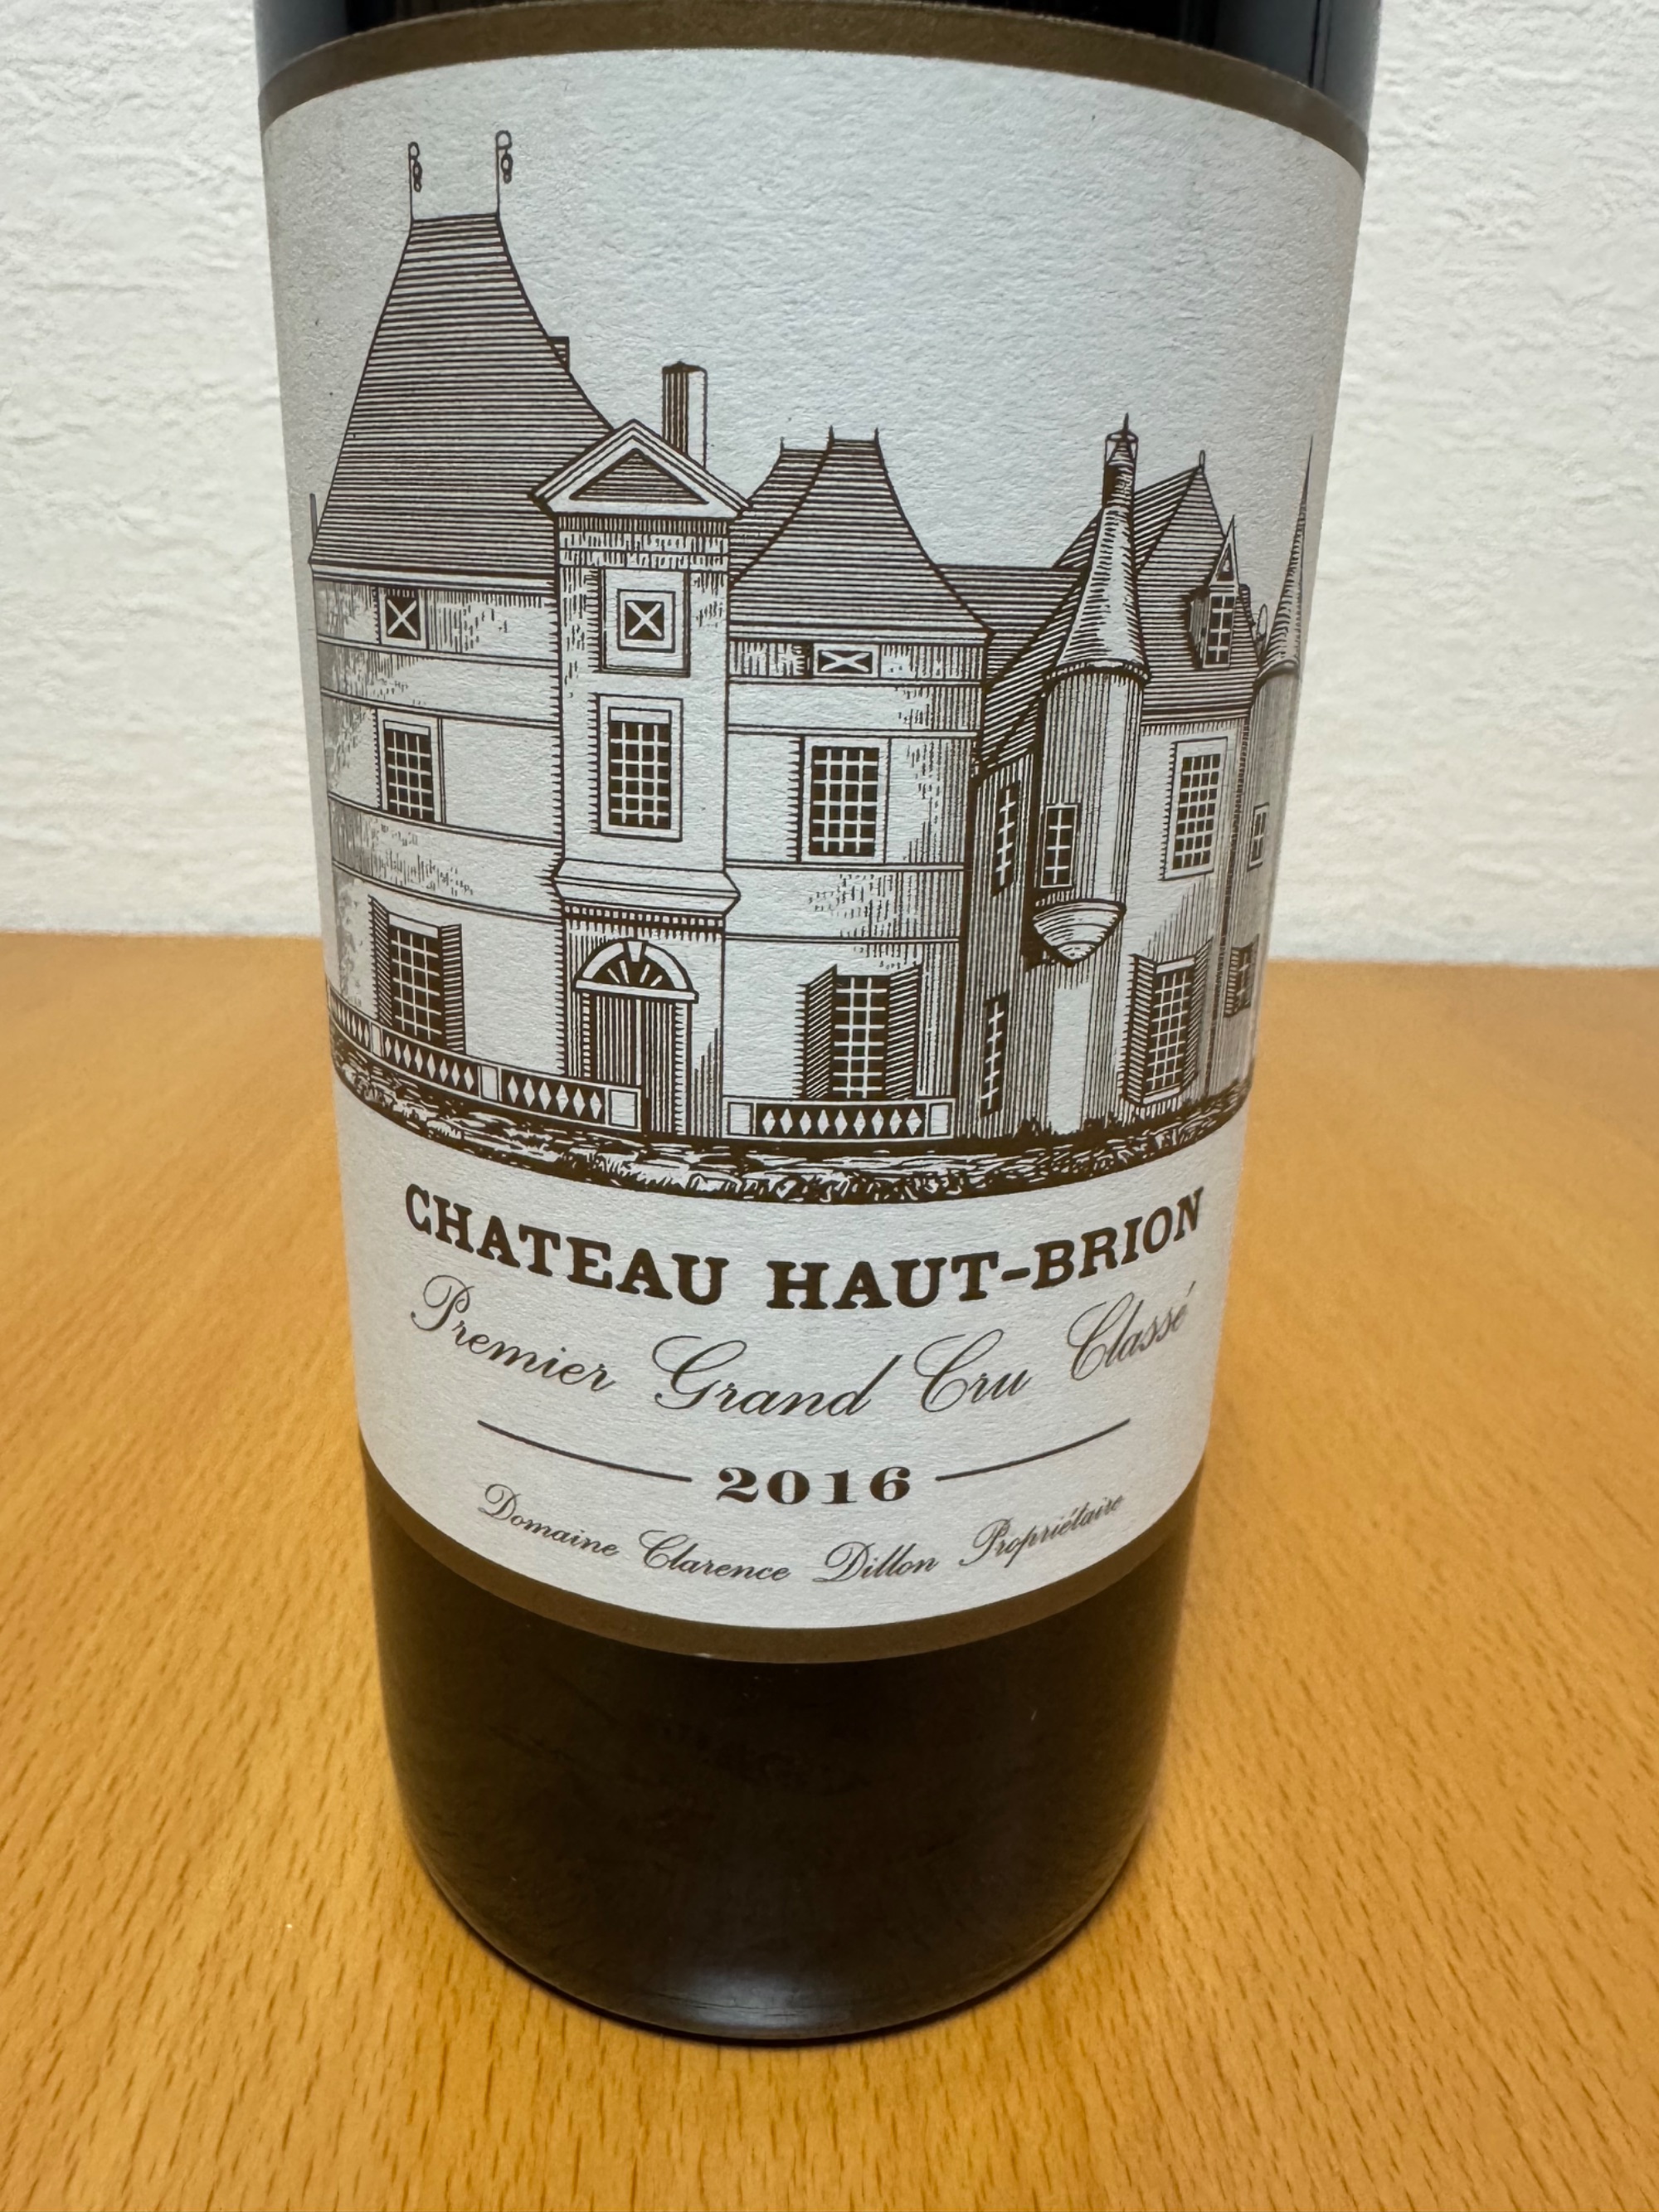 CHATEAU HAUT-BRION
Premier Grand Cru Classé
2016
Domaine Clarence Dillon Propriétaire